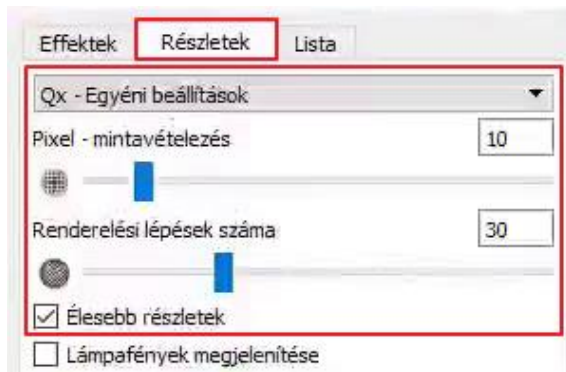 Effektek Részletek Lista
Qx - Egyéni beállítások
Pixel - mintavételezés 10
Renderelési lépések száma 30
Élesebb részletek
Lámpafények megjelenítése